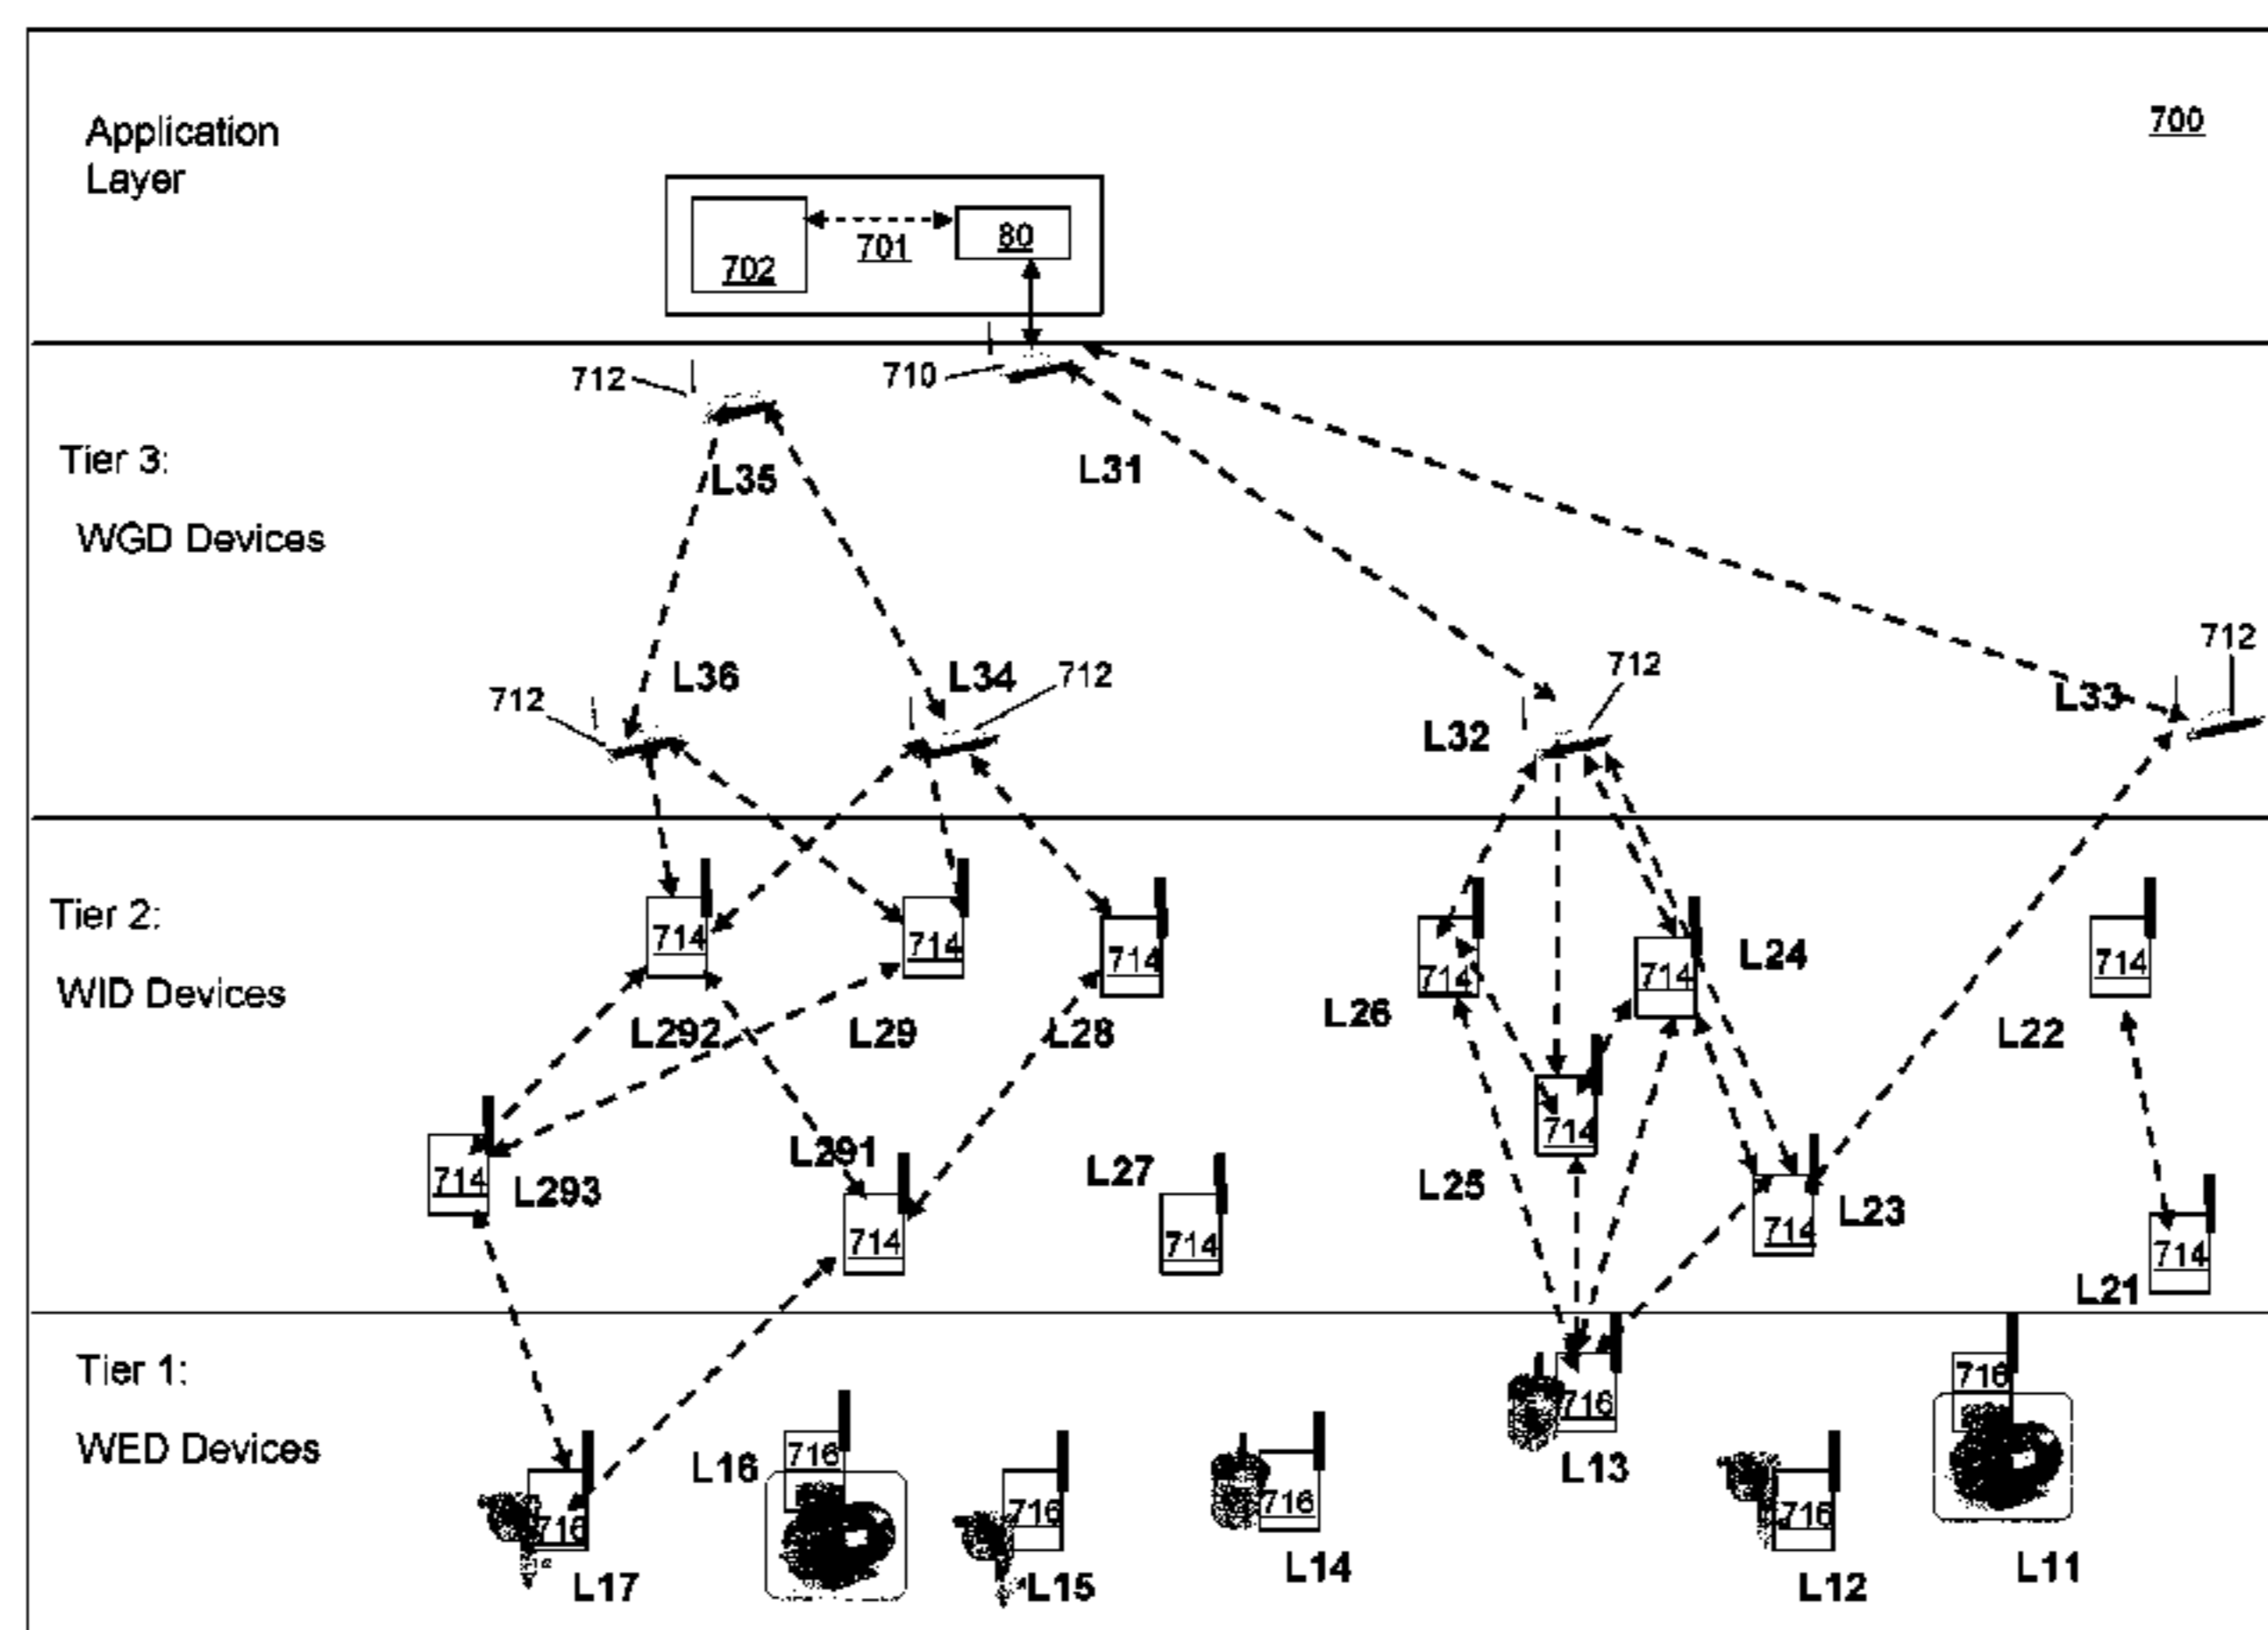 Application
Layer
700
702
701
80
712
710
Tier 3:
WGD Devices
L35
L31
712
L36
712
L34
712
L32
712
L33
Tier 2:
WID Devices
714
714
714
714
714
714
L292
L29
L28
L26
L24
L22
714
L293
L291
714
L27
714
714
L25
714
L23
714
L21
Tier 1:
WED Devices
716
716
716
L16
716
L13
716
716
716
716
L17
L15
L14
L12
L11